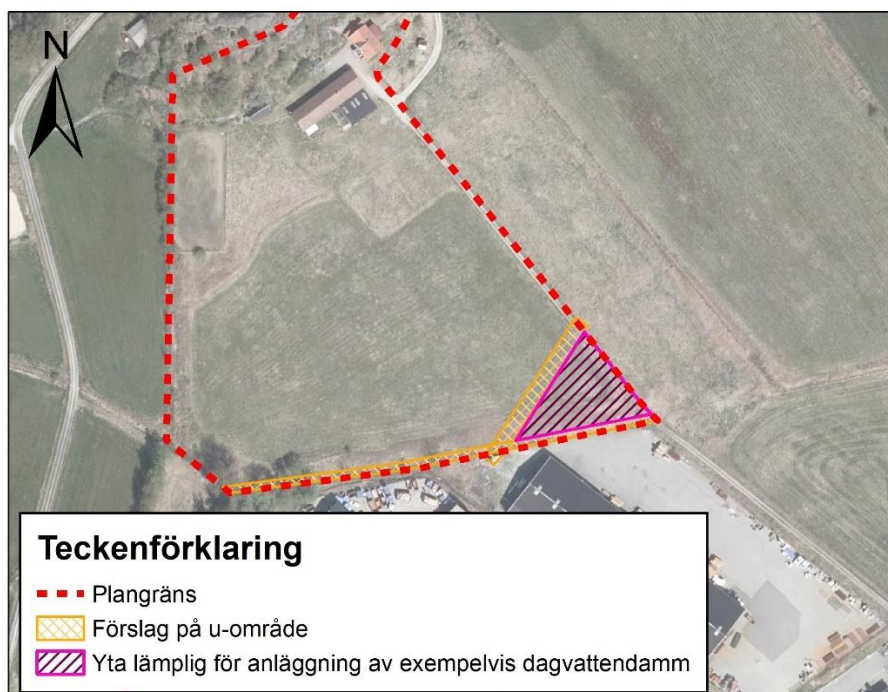 N
Teckenförklaring
Plangräns
Förslag på u-område
Yta lämplig för anläggning av exempelvis dagvattendamm